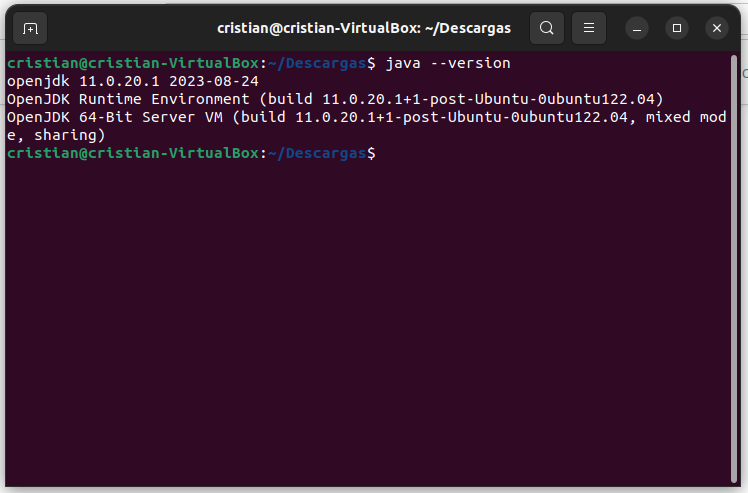 cristian@cristian-VirtualBox: ~/Descargas
cristian@cristian-VirtualBox:~/Descargas$ java --version
openjdk 11.0.20.1 2023-08-24
OpenJDK Runtime Environment (build 11.0.20.1+1-post-Ubuntu-0ubuntu122.04)
OpenJDK 64-Bit Server VM (build 11.0.20.1+1-post-Ubuntu-0ubuntu122.04, mixed mod
e, sharing)
cristian@cristian-VirtualBox:~/Descargas$